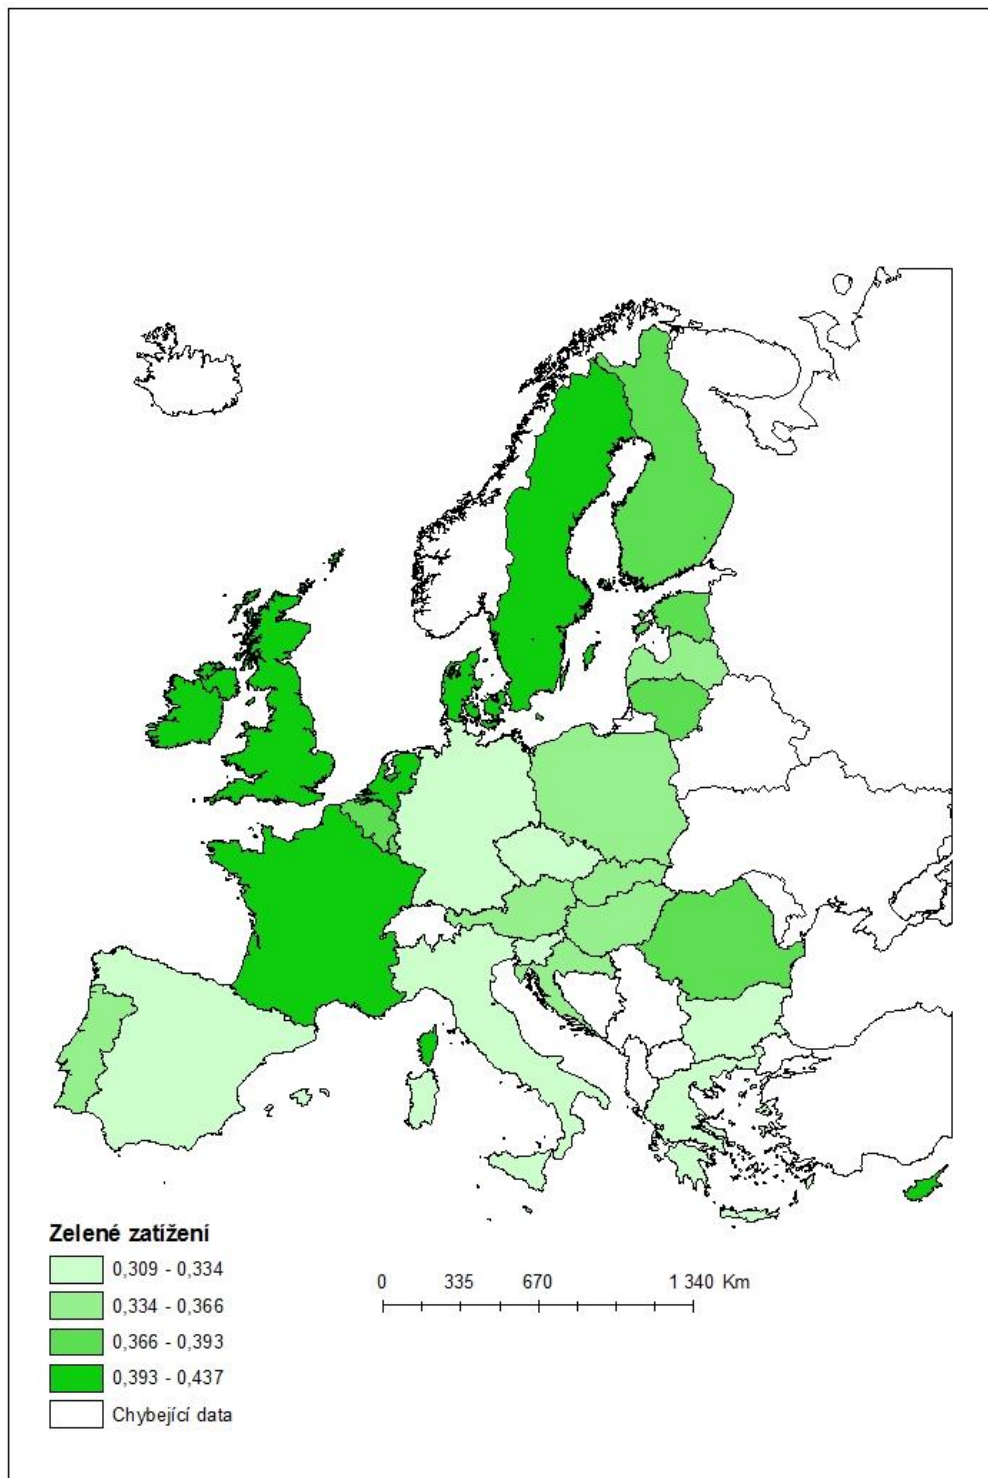 Zelené zatížení
0,309 - 0,334
0,334 - 0,366
0,366 - 0,393
0,393 - 0,437
Chybející data
0 335 670 1 340 Km